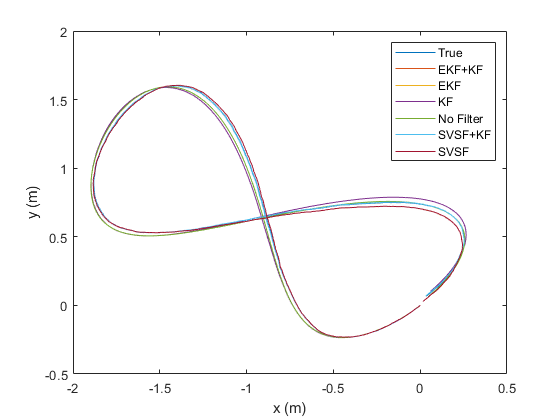 2
1.5
1
0.5
0
-0.5
-2
-1.5
-1
-0.5
0
0.5
y (m)
x (m)
True
EKF+KF
EKF
KF
No Filter
SVSF+KF
SVSF